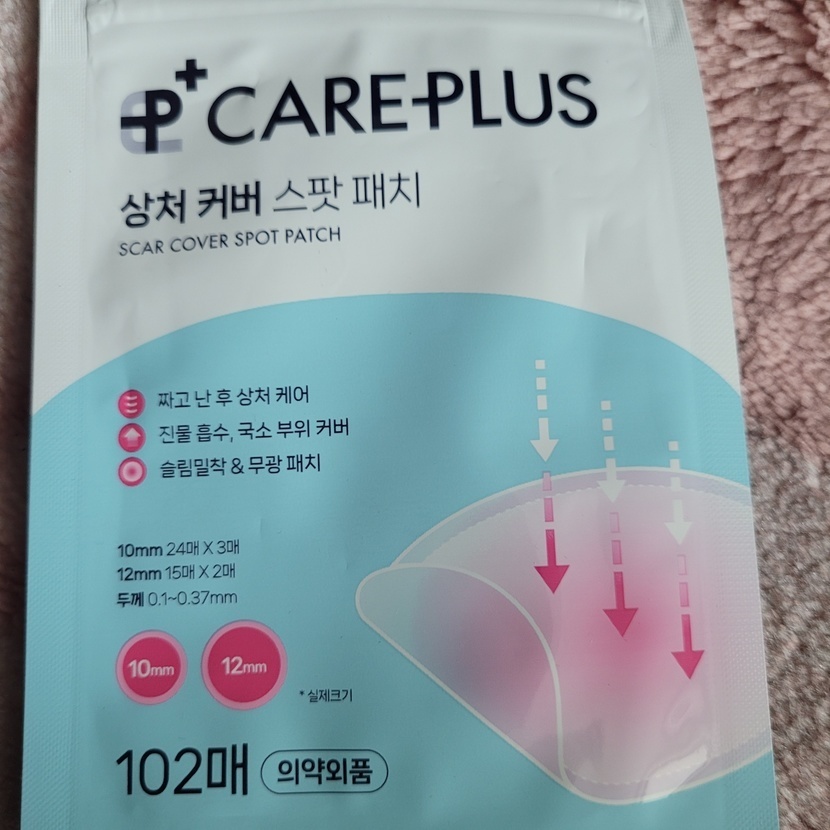 P+ CARE+PLUS
상처 커버 스팟 패치
SCAR COVER SPOT PATCH
짜고 난 후 상처 케어
진물 흡수, 국소 부위 커버
슬림밀착 & 무광 패치
10mm 24매 X 3매
12mm 15매 X 2매
두께 0.1~0.37mm
10mm 12mm
* 실제크기
102매 의약외품